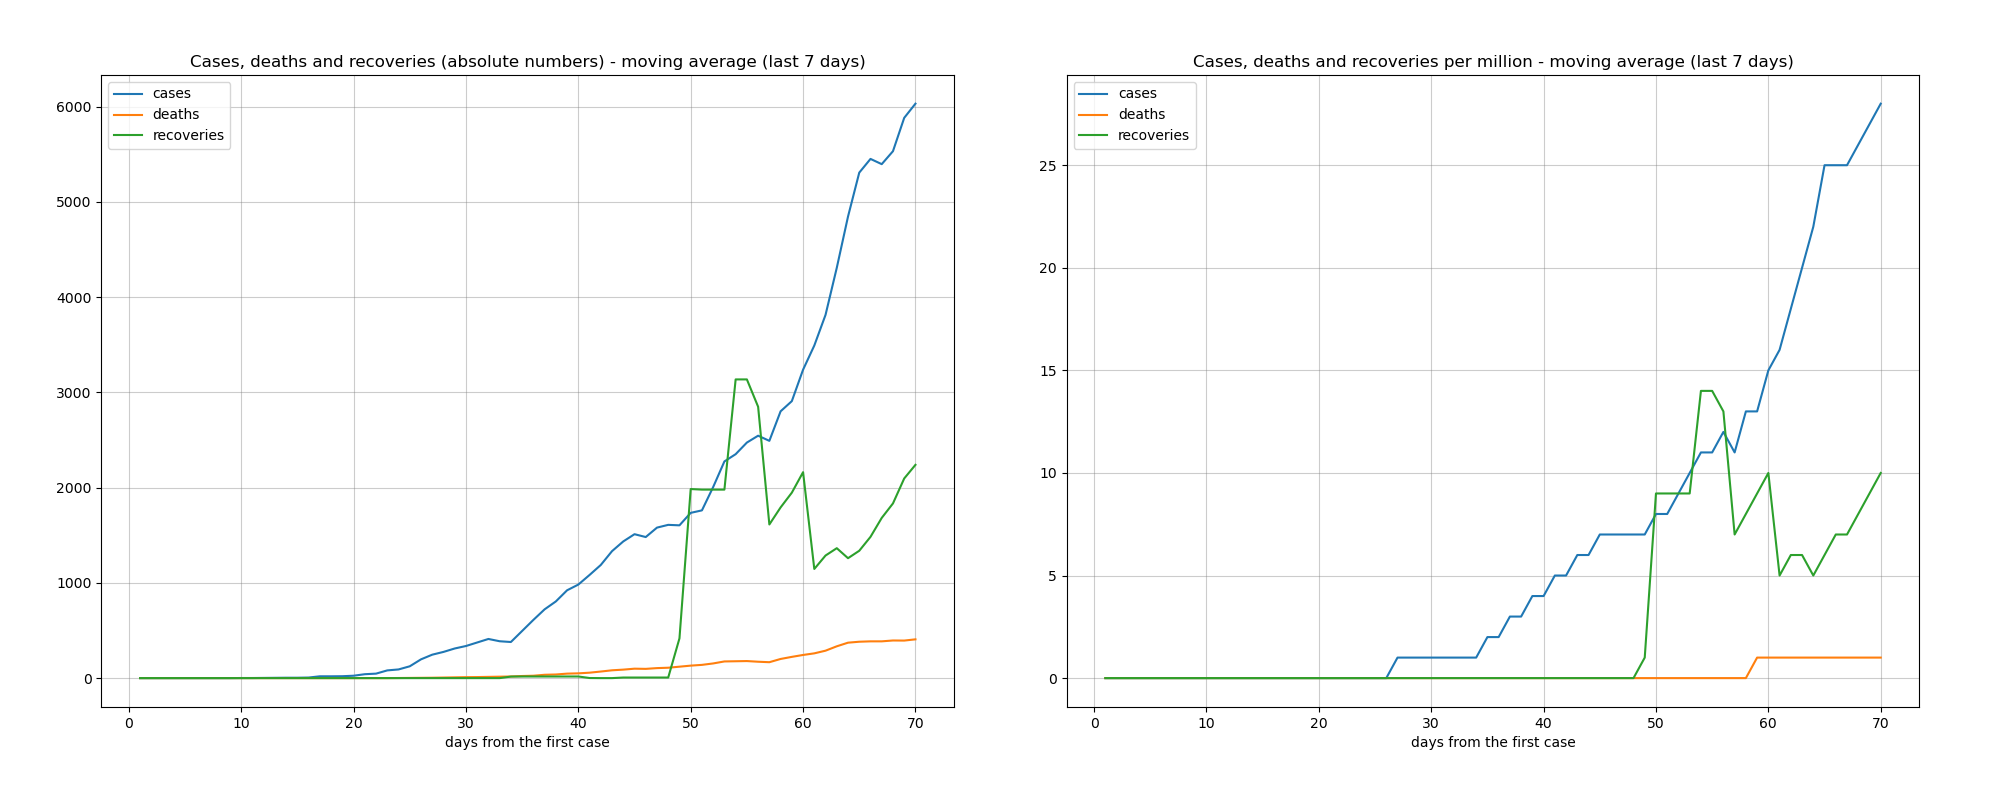 Cases, deaths and recoveries (absolute numbers) - moving average (last 7 days)
cases
deaths
recoveries
6000
5000
4000
3000
2000
1000
0
0 10 20 30 40 50 60 70
days from the first case
Cases, deaths and recoveries per million - moving average (last 7 days)
cases
deaths
recoveries
25
20
15
10
5
0
0 10 20 30 40 50 60 70
days from the first case